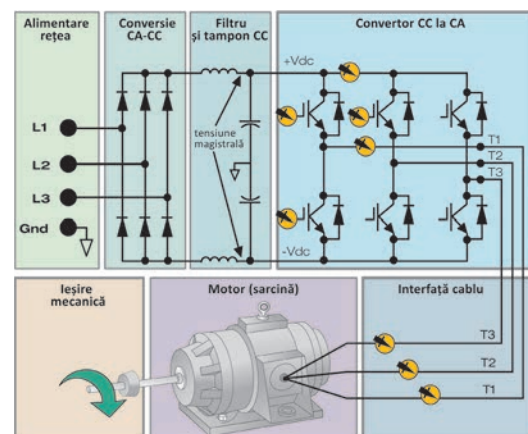 Alimentare
rețea
Conversie
CA-CC
Filtru
și tampon CC
Convertor CC la CA
+Vdc
L1
L2
L3
Gnd
tensiune
magistrală
T1
T2
T3
-Vdc
Ieșire
mecanică
Motor (sarcină)
Interfață cablu
T3
T2
T1